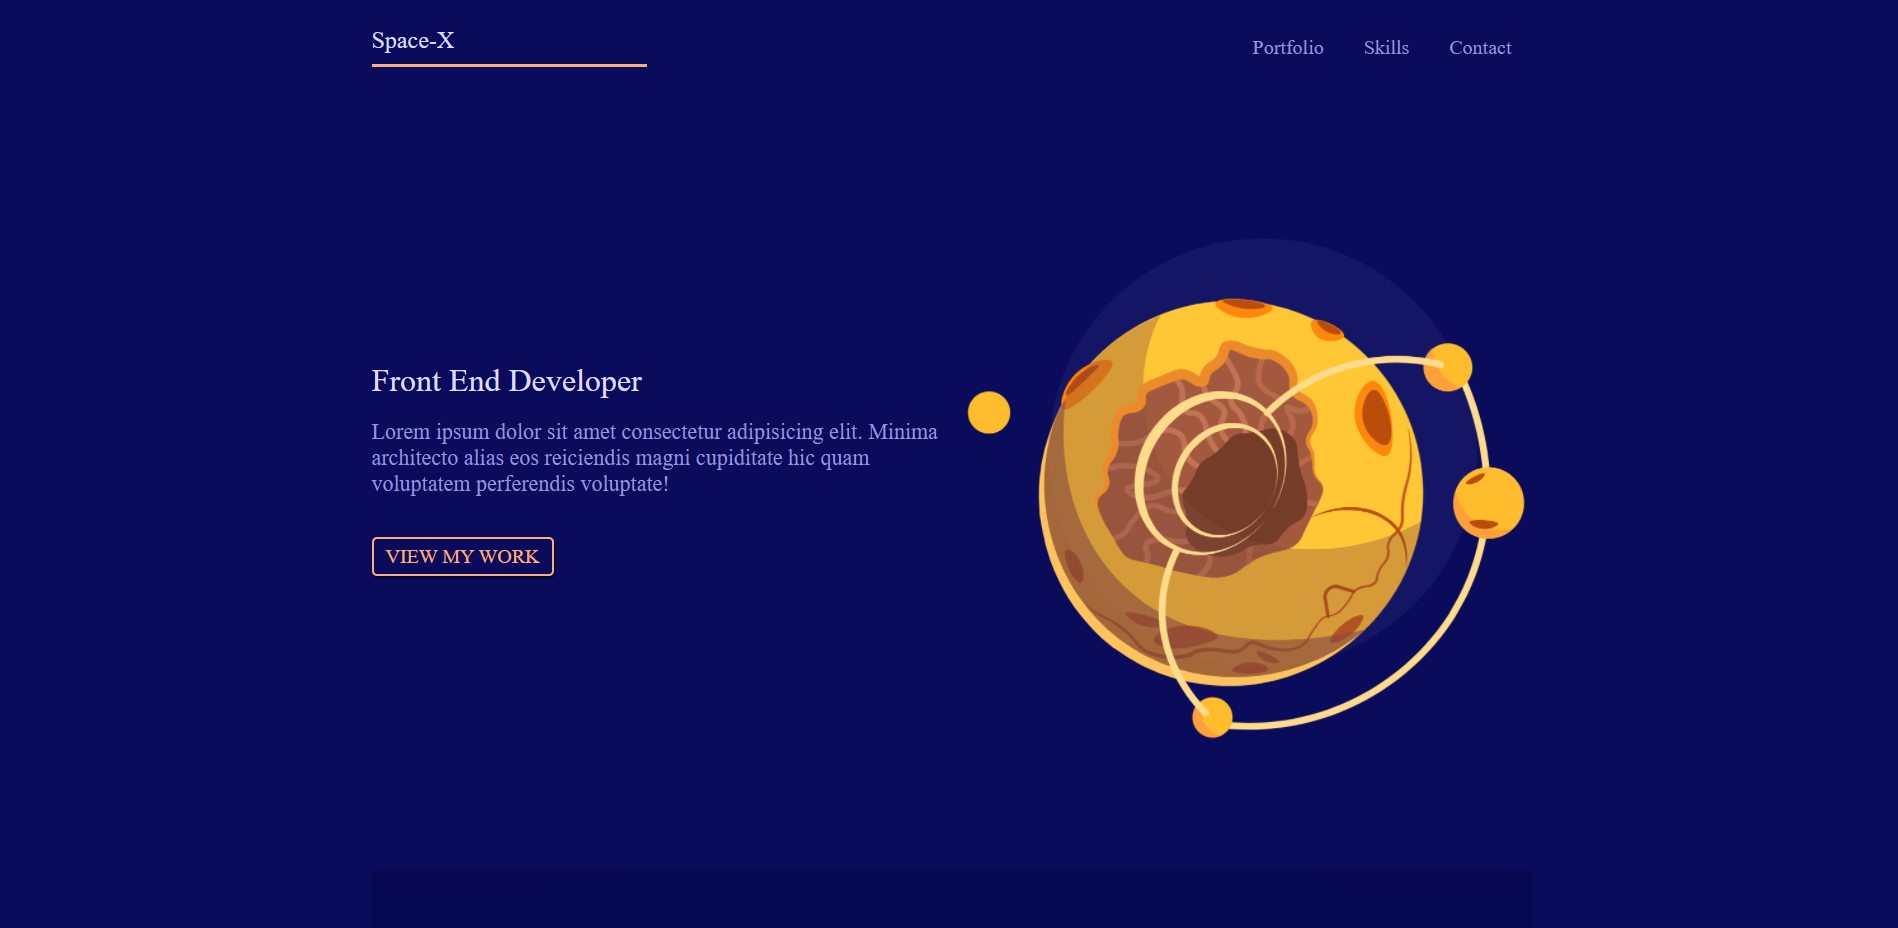 Space-X
Portfolio Skills Contact
Front End Developer
Lorem ipsum dolor sit amet consectetur adipisicing elit. Minima
architecto alias eos reiciendis magni cupiditate hic quam
voluptatem perferendis voluptate!
VIEW MY WORK